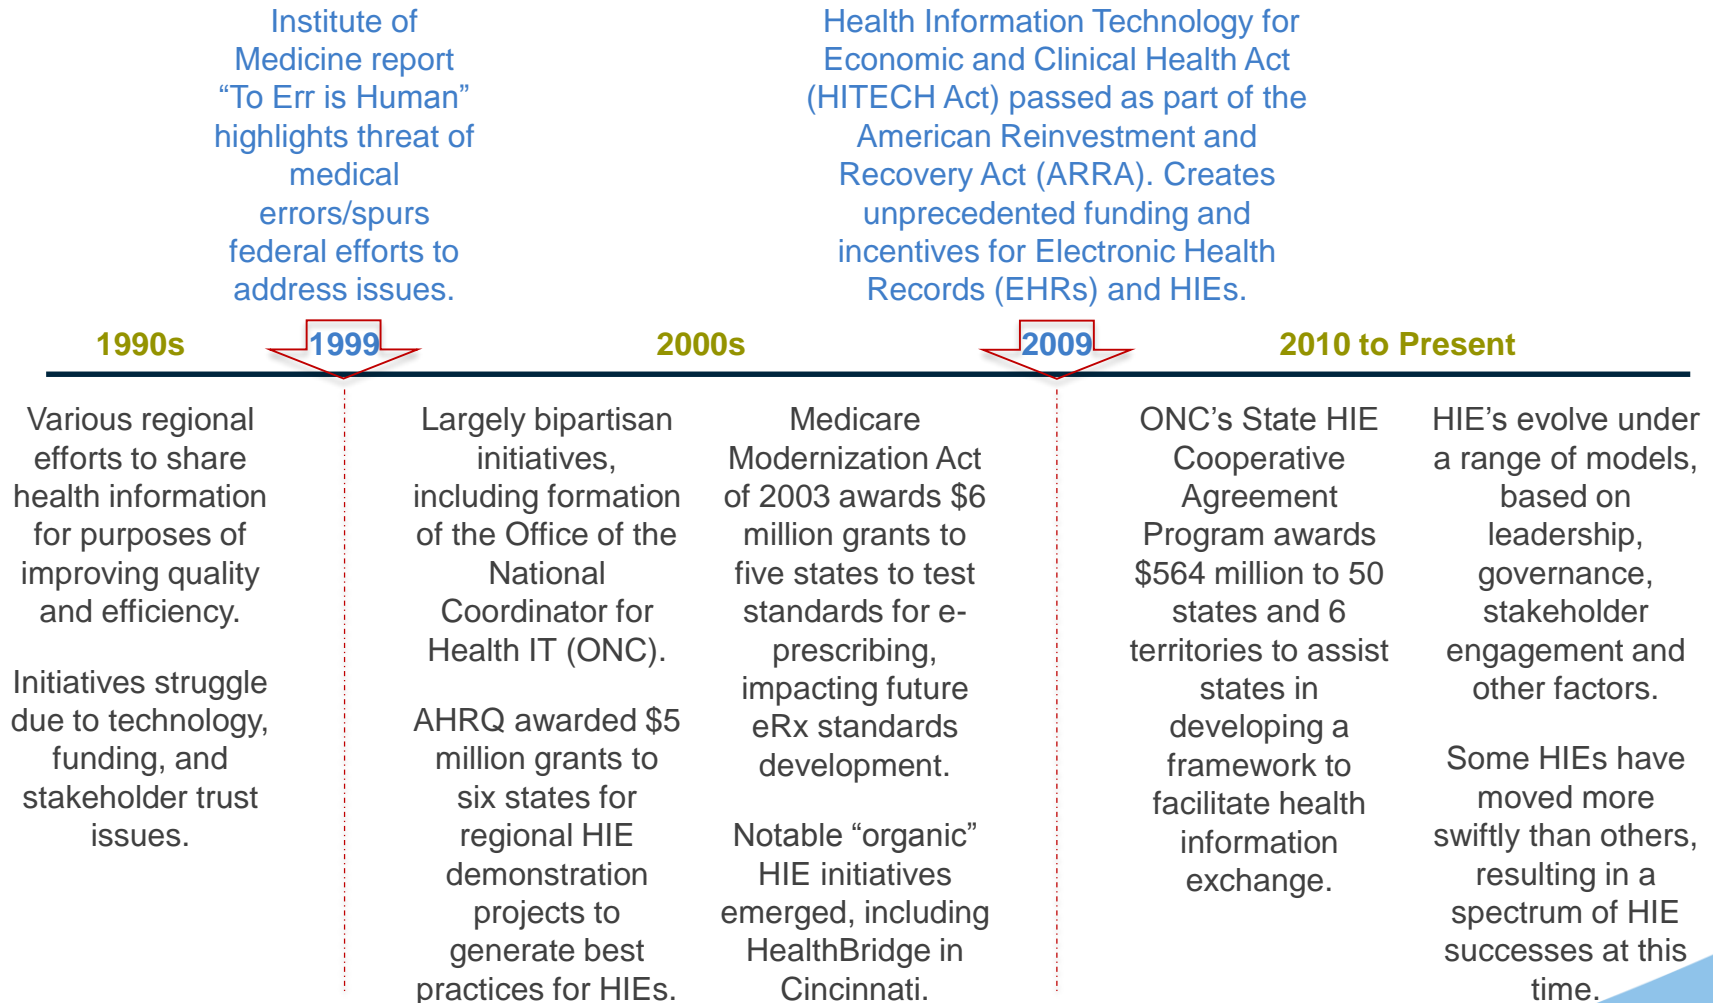 Institute of
Medicine report
“To Err is Human”
highlights threat of
medical
errors/spurs
federal efforts to
address issues.
Health Information Technology for
Economic and Clinical Health Act
(HITECH Act) passed as part of the
American Reinvestment and
Recovery Act (ARRA). Creates
unprecedented funding and
incentives for Electronic Health
Records (EHRs) and HIEs.
1990s
1999
2000s
2009
2010 to Present
Various regional
efforts to share
health information
for purposes of
improving quality
and efficiency.
Initiatives struggle
due to technology,
funding, and
stakeholder trust
issues.
Largely bipartisan
initiatives,
including formation
of the Office of the
National
Coordinator for
Health IT (ONC).
AHRQ awarded $5
million grants to
six states for
regional HIE
demonstration
projects to
generate best
practices for HIEs.
Medicare
Modernization Act
of 2003 awards $6
million grants to
five states to test
standards for e-
prescribing,
impacting future
eRx standards
development.
Notable “organic”
HIE initiatives
emerged, including
HealthBridge in
Cincinnati.
ONC’s State HIE
Cooperative
Agreement
Program awards
$564 million to 50
states and 6
territories to assist
states in
developing a
framework to
facilitate health
information
exchange.
HIE’s evolve under
a range of models,
based on
leadership,
governance,
stakeholder
engagement and
other factors.
Some HIEs have
moved more
swiftly than others,
resulting in a
spectrum of HIE
successes at this
time.